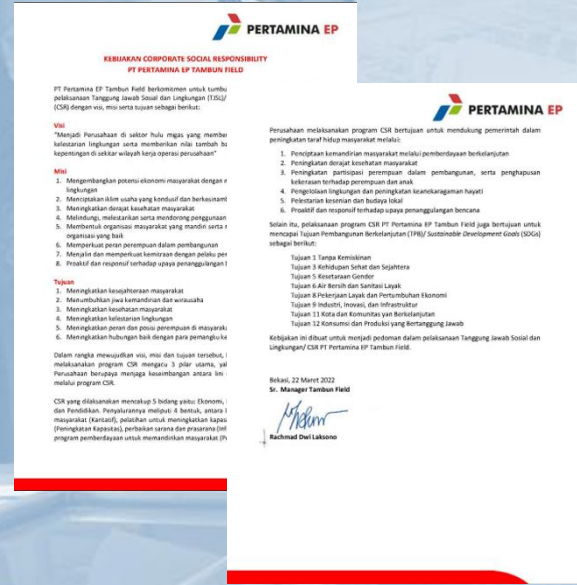 PERTAMINA EP
KEBIJAKAN CORPORATE SOCIAL RESPONSIBILITY
PT PERTAMINA EP TAMBUN FIELD
PT Pertamina EP Tambun Field berkomitmen untuk tumbu
pelaksanaan Tanggung Jawab Sosial dan Lingkungan (TJSL)/
(CSR) dengan visi, misi serta tujuan sebagai berikut:
Visi
"Menjadi Perusahaan di sektor hulu migas yang member
kelestarian lingkungan serta memberikan nilai tambah ba
kepentingan di sekitar wilayah kerja operasi perusahaan"
Misi
1. Mengembangkan potensi ekonomi masyarakat dengan r
lingkungan
2. Menciptakan iklim usaha yang kondusif dan berkesinamb
3. Meningkatkan derajat kesehatan masyarakat
4. Melindungi, melestarikan serta mendorong penggunaan
5. Membentuk organisasi masyarakat yang mandiri serta r
organisasi yang baik
6. Memperkuat peran perempuan dalam pembangunan
7. Menjalin dan memperkuat kemitraan dengan pelaku pe
8. Proaktif dan responsif terhadap upaya penanggulangan b
Tujuan
1. Meningkatkan kesejahteraan masyarakat
2. Menumbuhkan jiwa kemandirian dan wirausaha
3. Meningkatkan kesehatan masyarakat
4. Meningkatkan kelestarian lingkungan
5. Meningkatkan peran dan posisi perempuan di masyaraka
6. Meningkatkan hubungan baik dengan para pemangku ke
Dalam rangka mewujudkan visi, misi dan tujuan tersebut, l
melaksanakan program CSR mengacu 3 pilar utama, yal
Perusahaan berupaya menjaga keseimbangan antara lini
melalui program CSR.
CSR yang dilaksanakan mencakup 5 bidang yaitu: Ekonomi,
dan Pendidikan. Penyalurannya meliputi 4 bentuk, antara l
masyarakat (Karitatif), pelatihan untuk meningkatkan kapas
(Peningkatan Kapasitas), perbaikan sarana dan prasarana (Inf
program pemberdayaan untuk memandirikan masyarakat (P
PERTAMINA EP
Perusahaan melaksanakan program CSR bertujuan untuk mendukung pemerintah dalam
peningkatan taraf hidup masyarakat melalui:
1. Penciptaan kemandirian masyarakat melalui pemberdayaan berkelanjutan
2. Peningkatan derajat kesehatan masyarakat
3. Peningkatan partisipasi perempuan dalam pembangunan, serta penghapusan
kekerasan terhadap perempuan dan anak
4. Pengelolaan lingkungan dan peningkatan keanekaragaman hayati
5. Pelestarian kesenian dan budaya lokal
6. Proaktif dan responsif terhadap upaya penanggulangan bencana
Selain itu, pelaksanaan program CSR PT Pertamina EP Tambun Field juga bertujuan untuk
mencapai Tujuan Pembangunan Berkelanjutan (TPB)/ Sustainable Development Goals (SDGs)
sebagai berikut:
Tujuan 1 Tanpa Kemiskinan
Tujuan 3 Kehidupan Sehat dan Sejahtera
Tujuan 5 Kesetaraan Gender
Tujuan 6 Air Bersih dan Sanitasi Layak
Tujuan 8 Pekerjaan Layak dan Pertumbuhan Ekonomi
Tujuan 9 Industri, Inovasi, dan Infrastruktur
Tujuan 11 Kota dan Komunitas yan Berkelanjutan
Tujuan 12 Konsumsi dan Produksi yang Bertanggung Jawab
Kebijakan ini dibuat untuk menjadi pedoman dalam pelaksanaan Tanggung Jawab Sosial dan
Lingkungan/ CSR PT Pertamina EP Tambun Field.
Bekasi, 22 Maret 2022
Sr. Manager Tambun Field
Rachmad Dwi Laksono